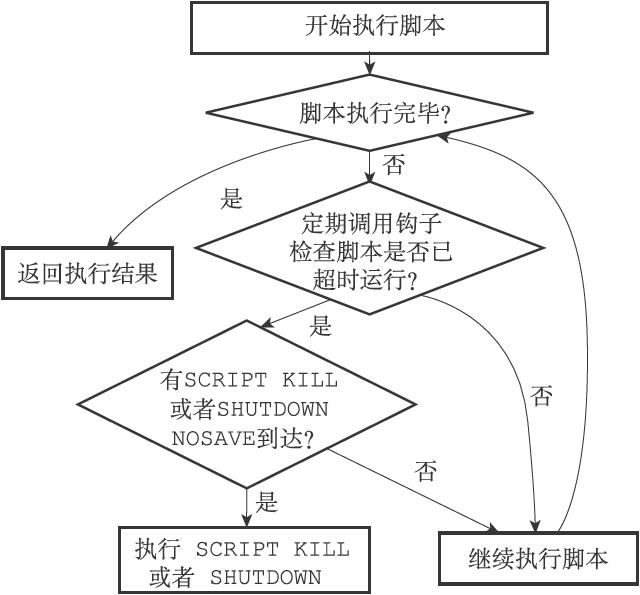 开始执行脚本
脚本执行完毕?
否
是
定期调用钩子
检查脚本是否已
超时运行?
返回执行结果
是
有SCRIPT KILL
或者SHUTDOWN
NOSAVE到达?
否
否
是
执行 SCRIPT KILL
或者 SHUTDOWN
继续执行脚本